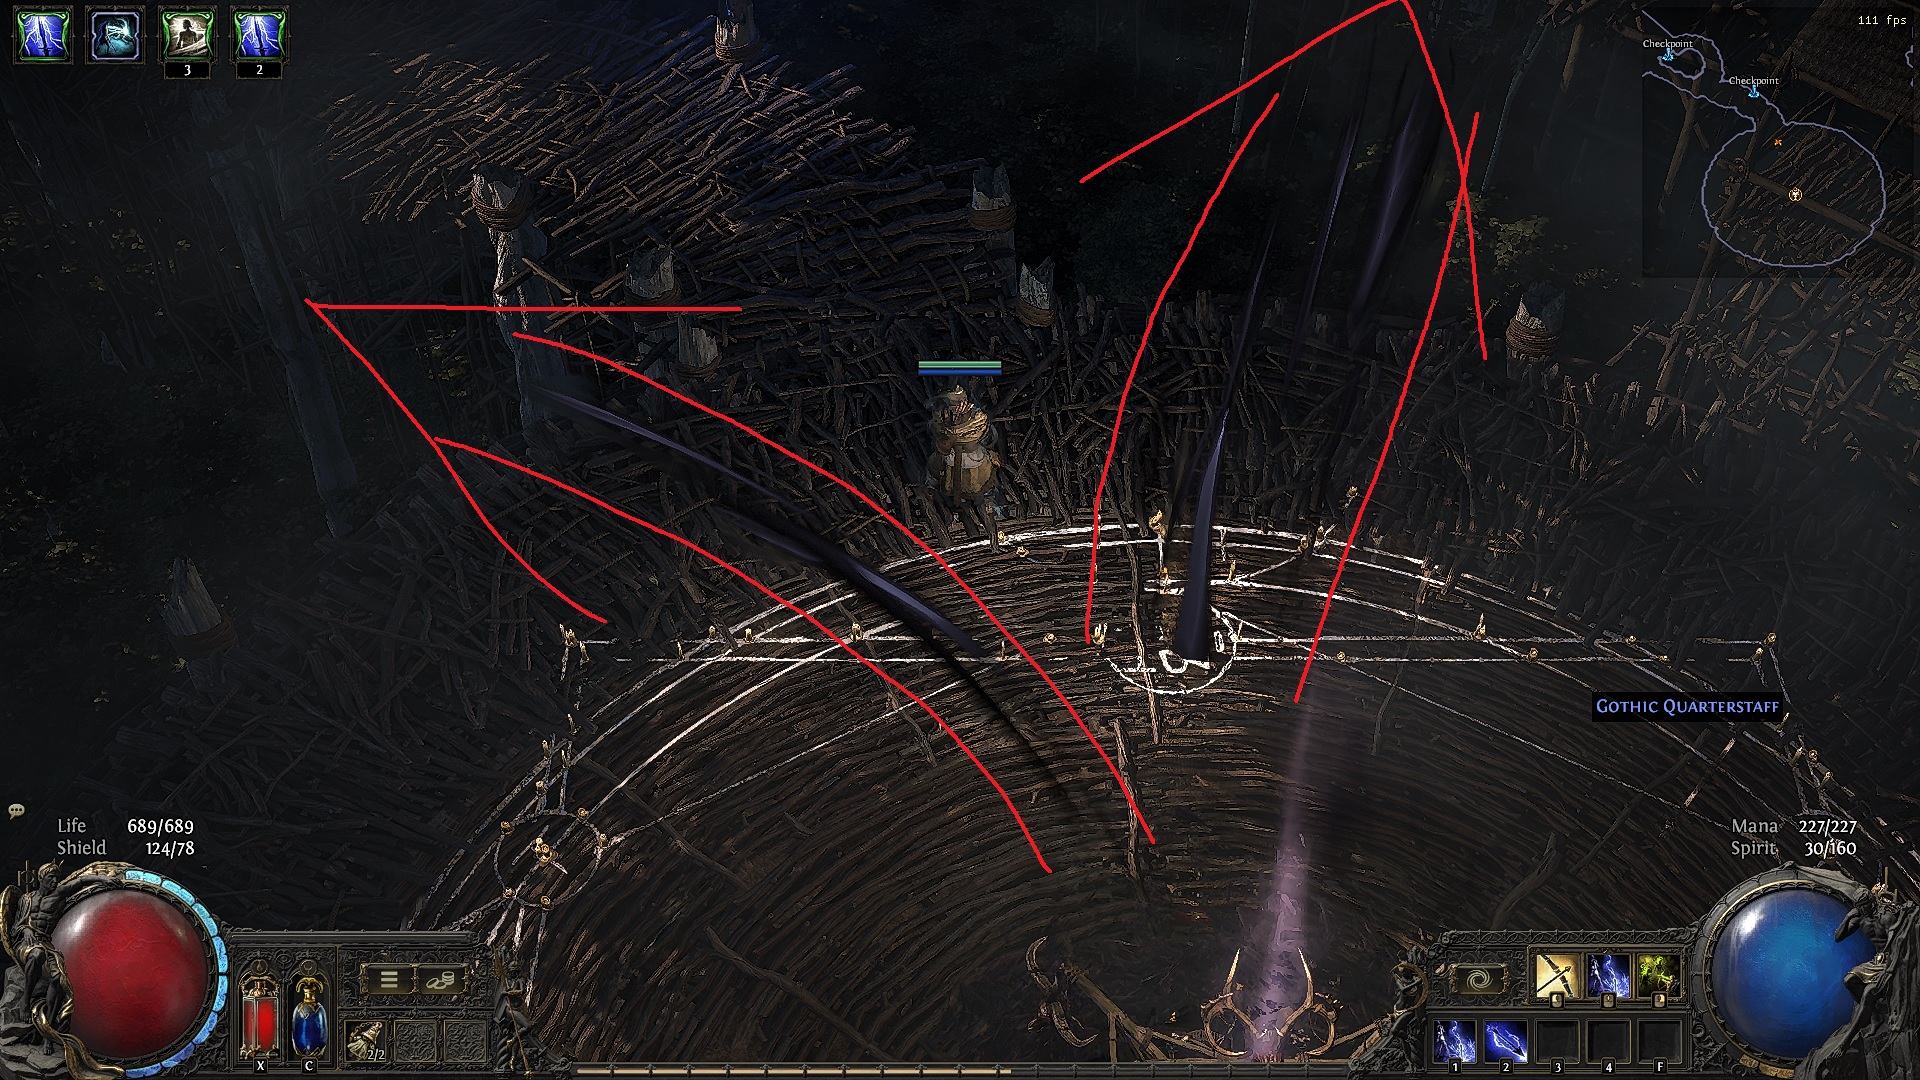 111 fps
Checkpoint
Checkpoint
3
2
GOTHIC QUARTERSTAFF
Life 689/689
Shield 124/78
Mana 227/227
Spirit 30/160
2/2
X
C
1
2
3
4
F